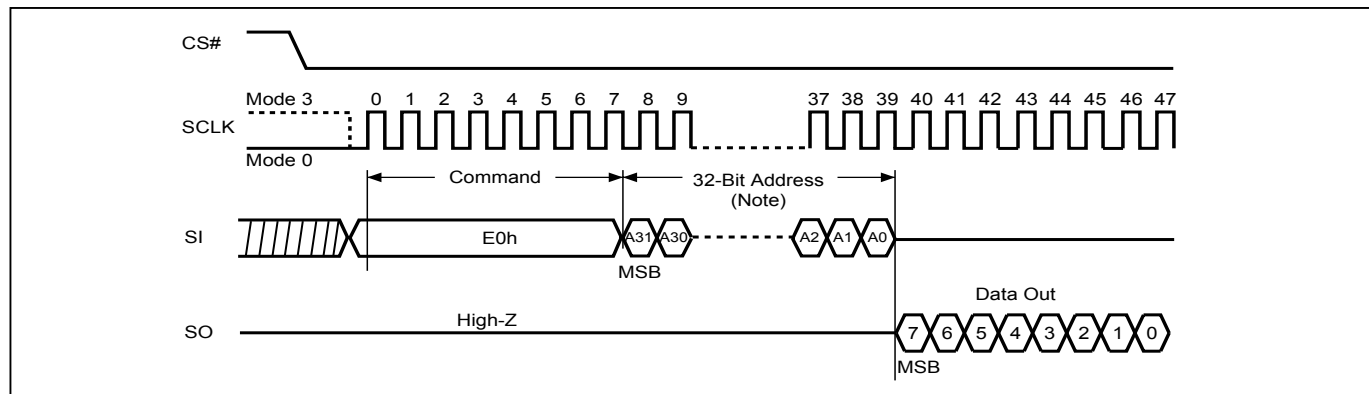 CS#
Mode 3 0 1 2 3 4 5 6 7 8 9 37 38 39 40 41 42 43 44 45 46 47
SCLK
Mode 0
Command 32-Bit Address
(Note)
SI E0h A31 A30 A2 A1 A0
MSB
Data Out
High-Z
SO 7 6 5 4 3 2 1 0
MSB